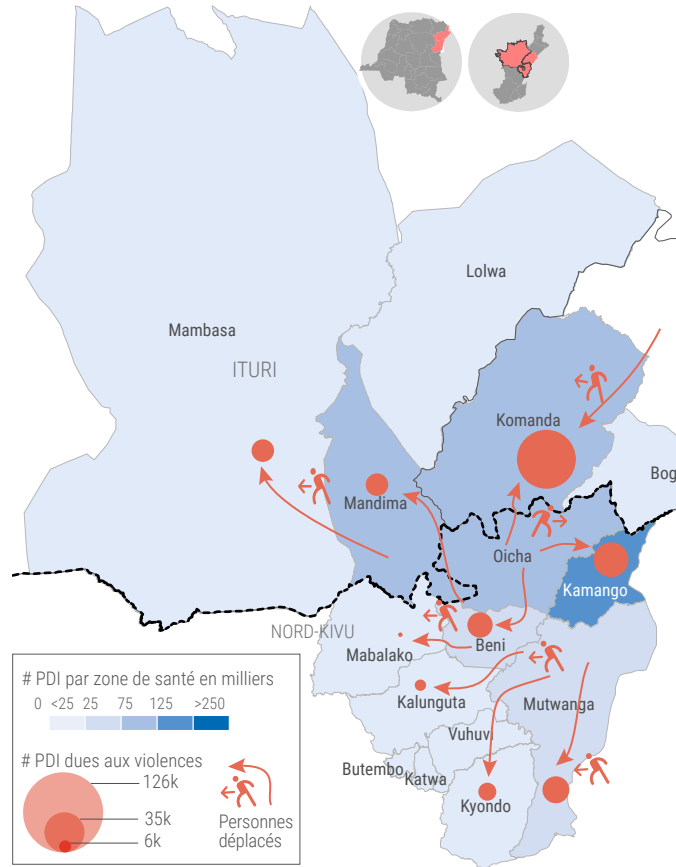 Lolwa
Mambasa
ITURI
Komanda
Bog
Mandima
Oicha
Kamango
NORD-KIVU
Beni
Mabalako
Kalunguta
Mutwanga
Vuhuvi
Butembo
Katwa
Kyondo
# PDI par zone de santé en milliers
0 <25 25 75 125 >250
# PDI dues aux violences
126k
35k
6k
Personnes
déplacés